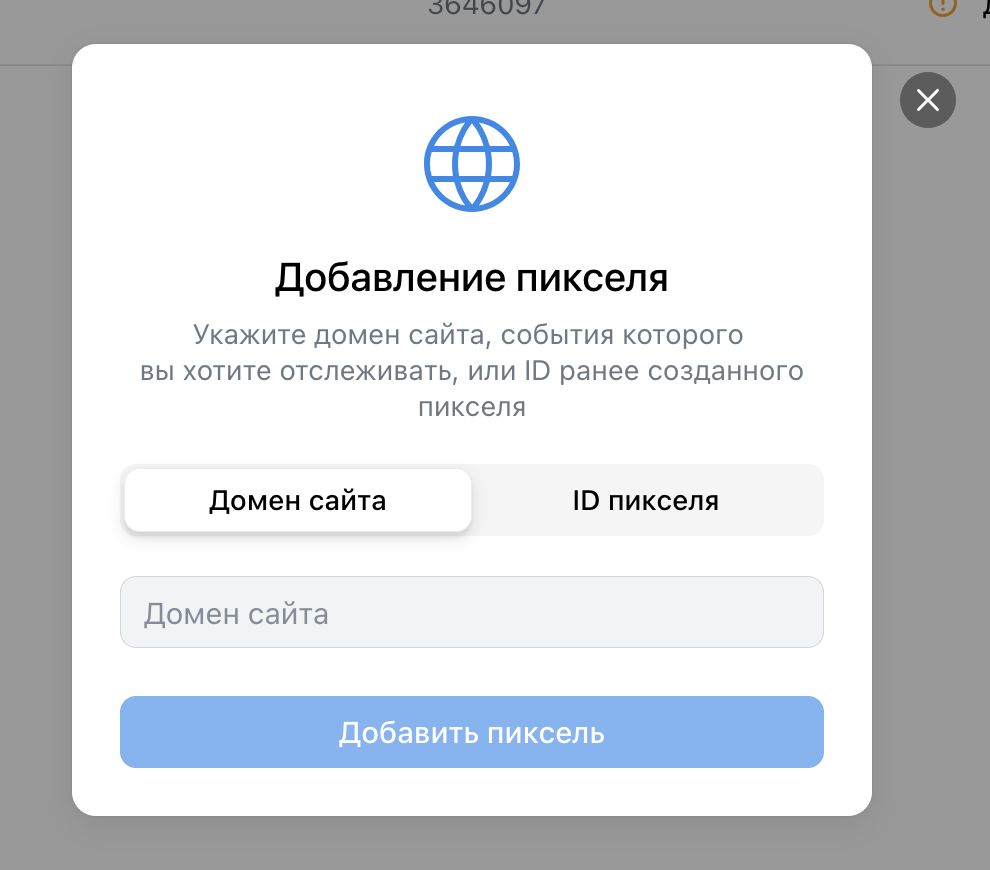 3646097
Добавление пикселя
Укажите домен сайта, события которого
вы хотите отслеживать, или ID ранее созданного
пикселя
Домен сайта
ID пикселя
Домен сайта
Добавить пиксель